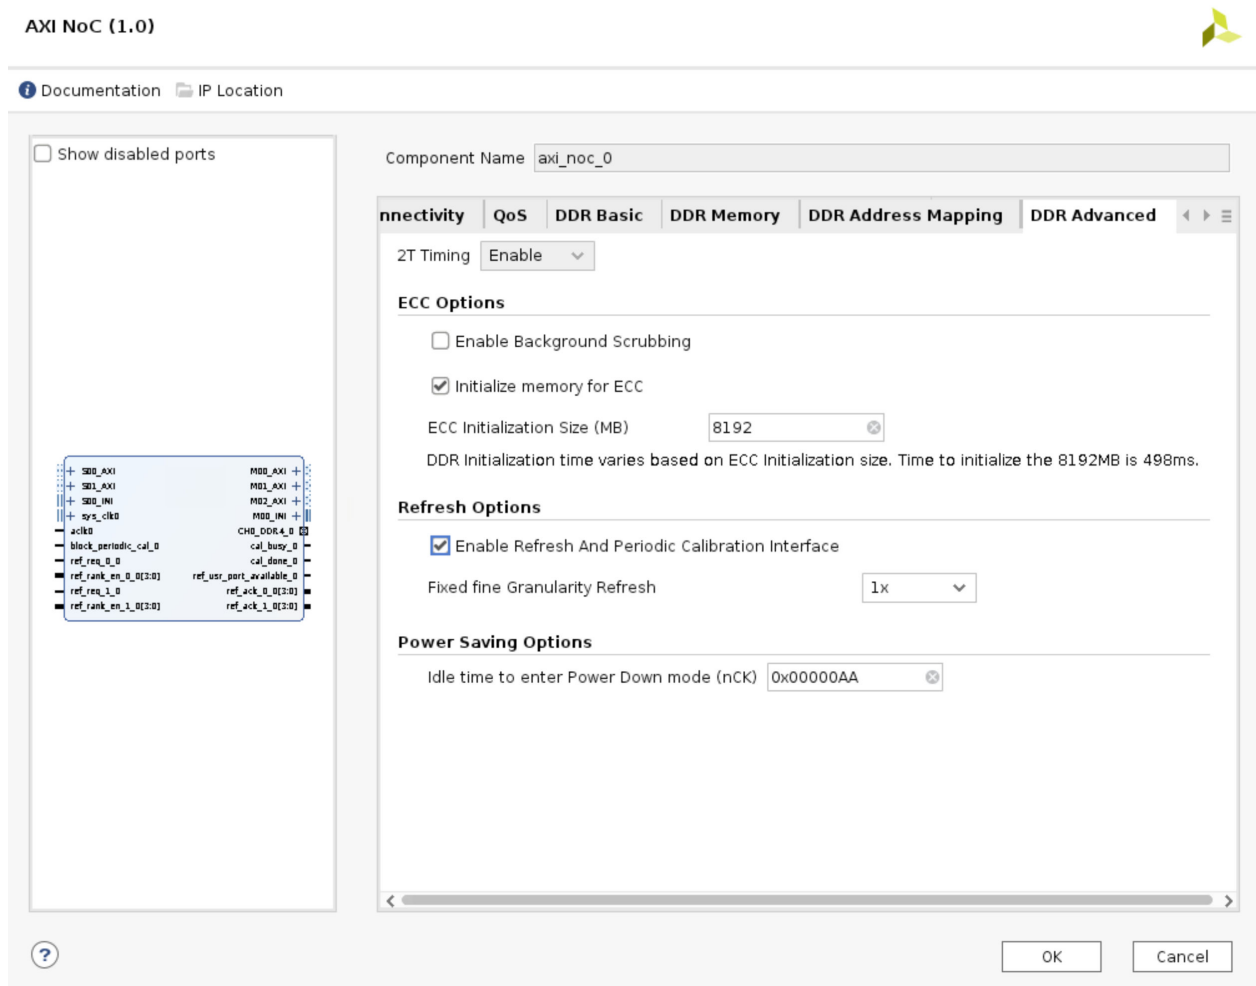 AXI NoC (1.0)
Documentation IP Location
Show disabled ports
Component Name axi_noc_0
nnectivity QoS DDR Basic DDR Memory DDR Address Mapping DDR Advanced
2T Timing Enable
ECC Options
Enable Background Scrubbing
Initialize memory for ECC
ECC Initialization Size (MB) 8192
DDR Initialization time varies based on ECC Initialization size. Time to initialize the 8192MB is 498ms.
Refresh Options
Enable Refresh And Periodic Calibration Interface
Fixed fine Granularity Refresh 1x
Power Saving Options
Idle time to enter Power Down mode (nCK) 0x00000AA
S00_AXI M00_AXI
S01_AXI M01_AXI
S00_INI M02_AXI
sys_clk0 M00_INI
aclk0 CH0_DDR4_0
block_periodic_cal_0 cal_busy_0
ref_req_0_0 cal_done_0
ref_rank_en_0_0[3:0] ref_usr_port_available_0
ref_req_1_0 ref_ack_0_0[3:0]
ref_rank_en_1_0[3:0] ref_ack_1_0[3:0]
? OK Cancel